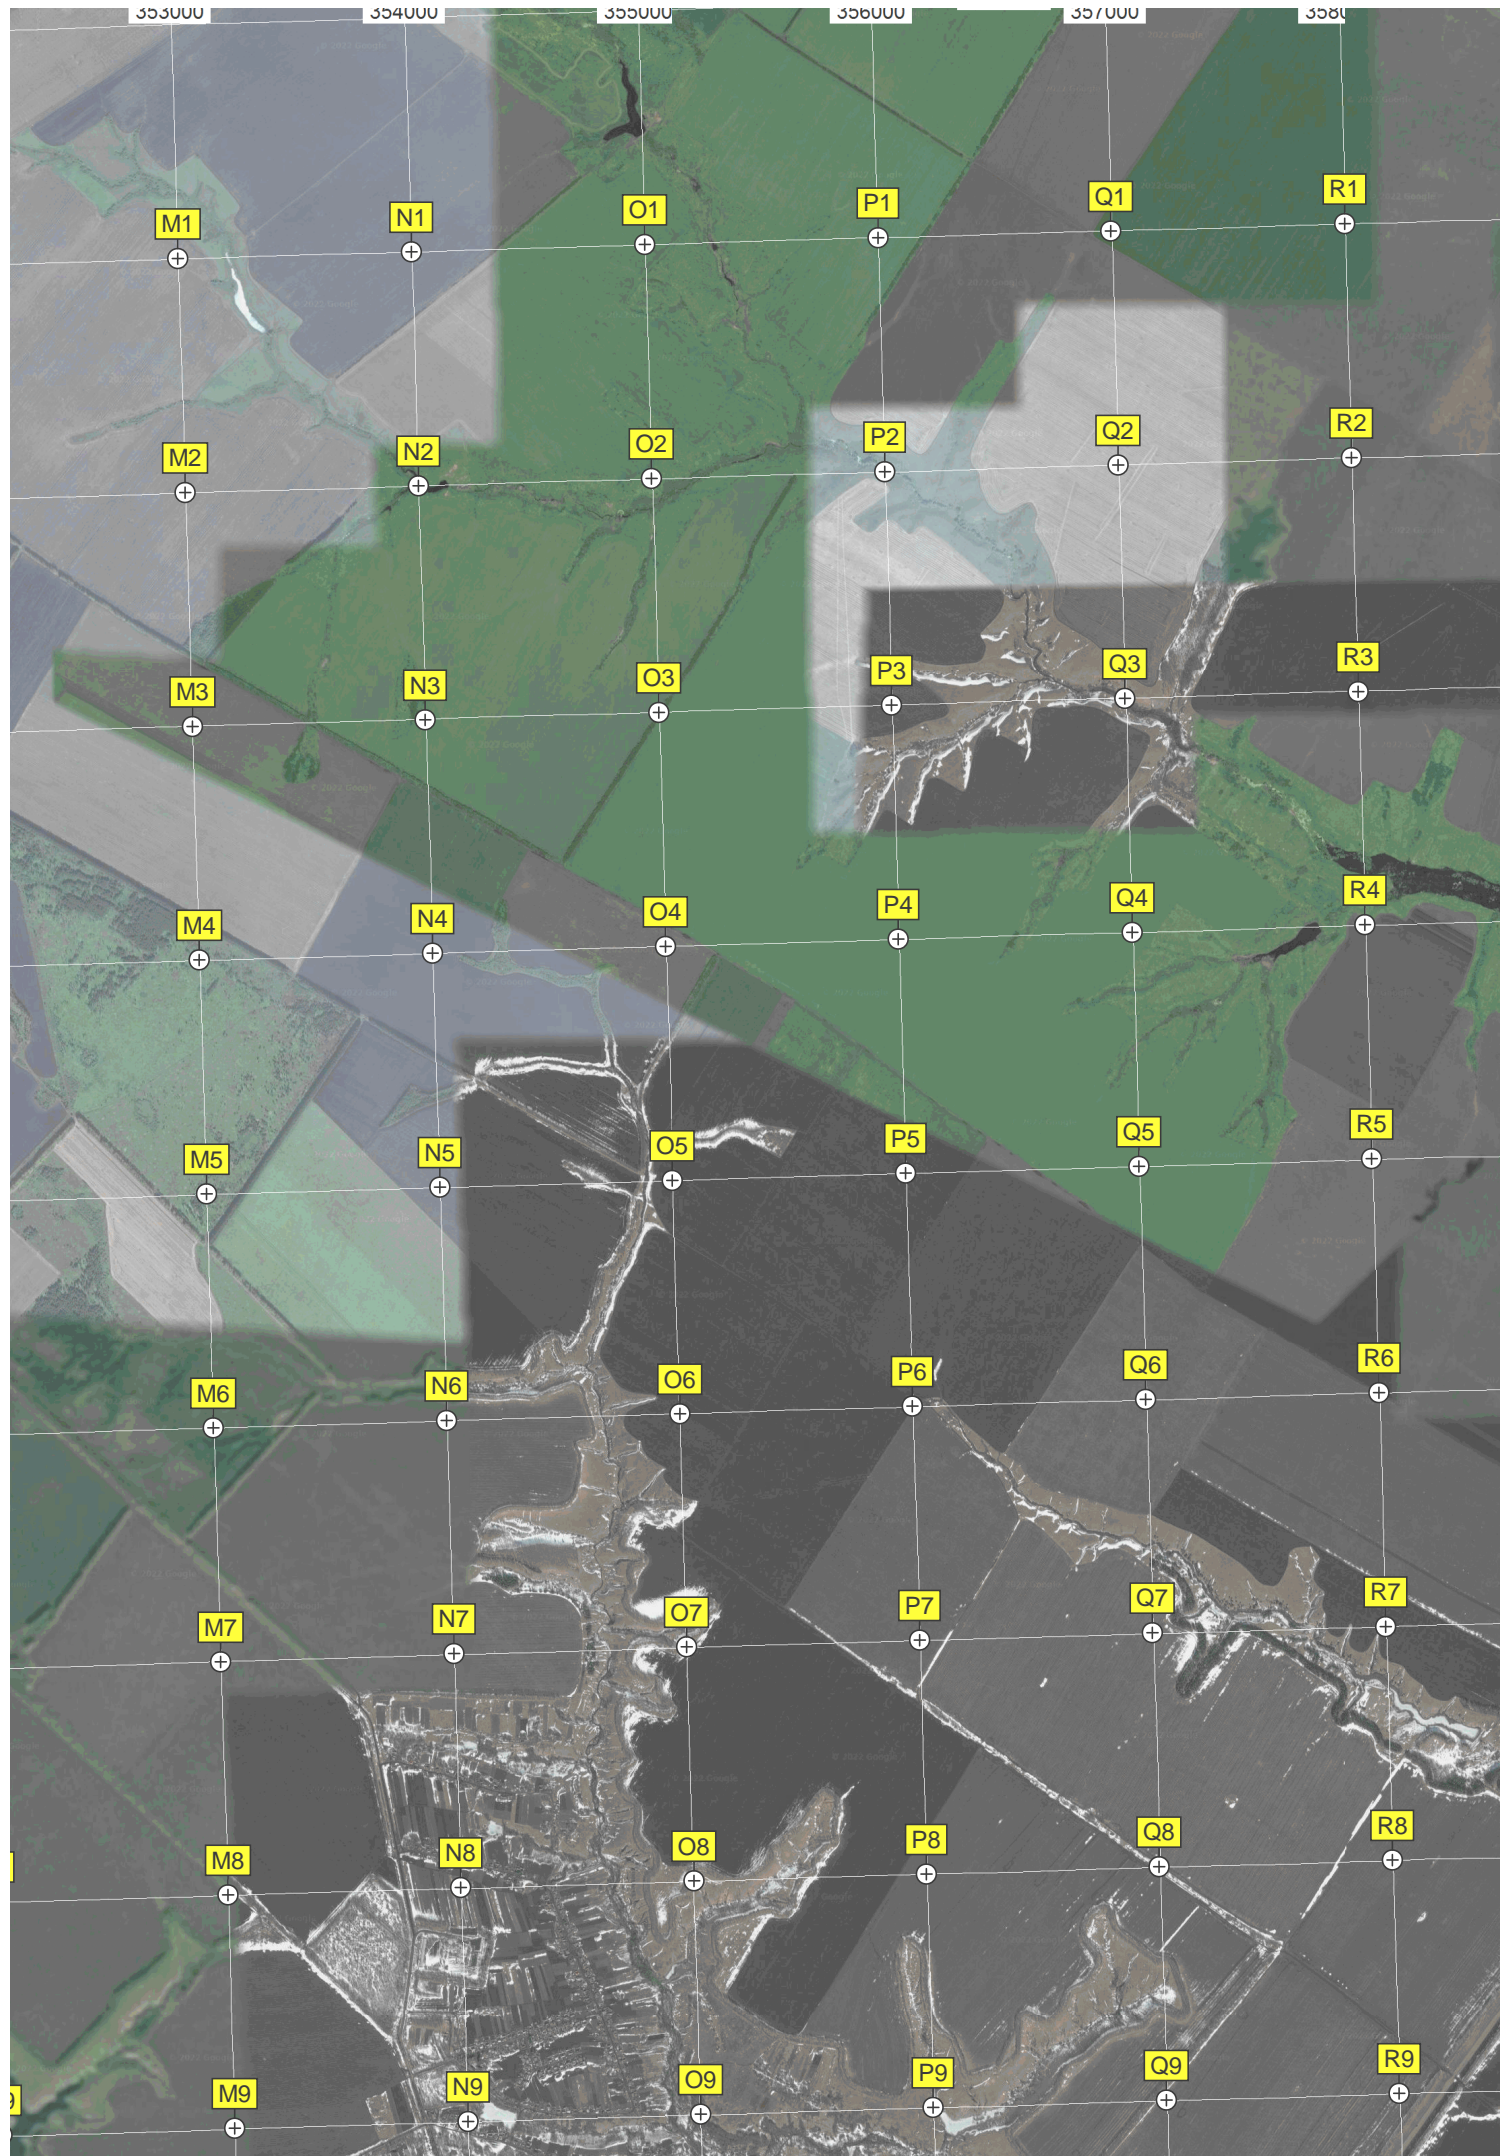 353000 354000 355000 356000 357000
M1 N1 O1 P1 Q1 R1
M2 N2 O2 P2 Q2 R2
M3 N3 O3 P3 Q3 R3
M4 N4 O4 P4 Q4 R4
M5 N5 O5 P5 Q5 R5
M6 N6 O6 P6 Q6 R6
M7 N7 O7 P7 Q7 R7
M8 N8 O8 P8 Q8 R8
M9 N9 O9 P9 Q9 R9